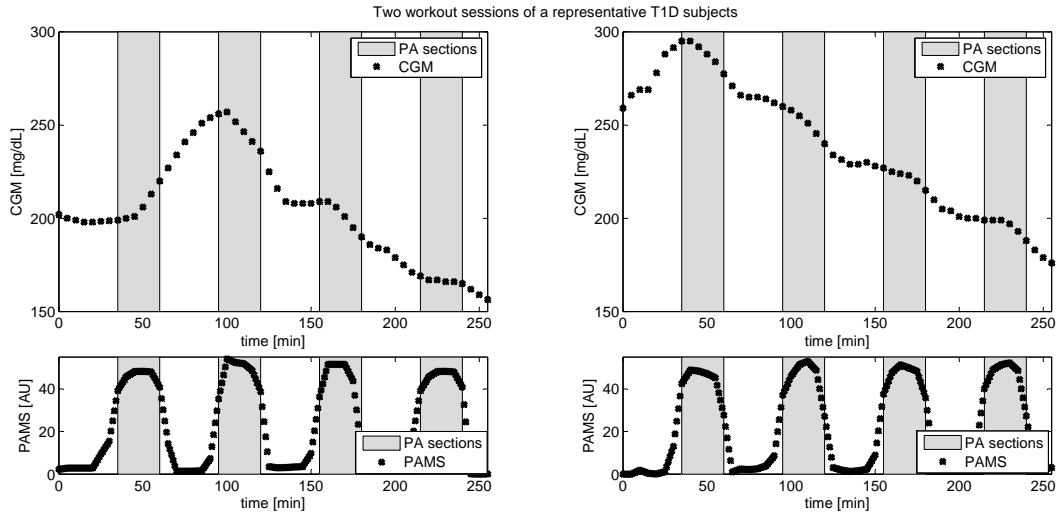 Two workout sessions of a representative T1D subjects
300
250
200
150
CGM [mg/dL]
0 50 100 150 200 250
time [min]
PA sections
CGM
300
250
200
150
CGM [mg/dL]
0 50 100 150 200 250
time [min]
PA sections
CGM
40
20
0
PAMS [AU]
0 50 100 150 200 250
time [min]
PA sections
PAMS
40
20
0
PAMS [AU]
0 50 100 150 200 250
time [min]
PA sections
PAMS